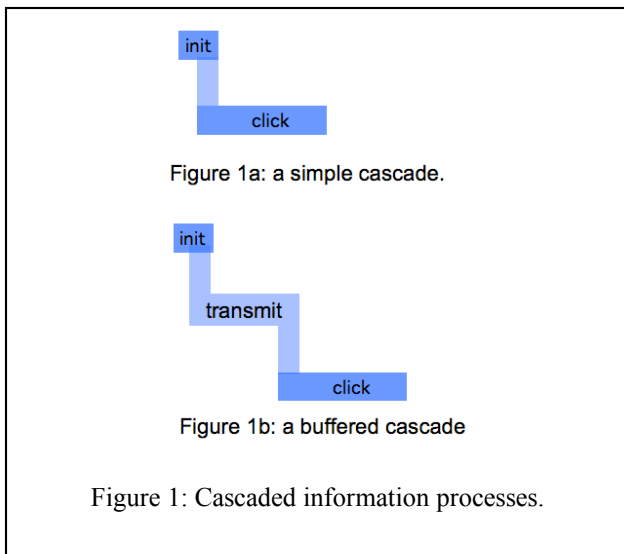 init
click
Figure 1a: a simple cascade.
init
transmit
click
Figure 1b: a buffered cascade
Figure 1: Cascaded information processes.